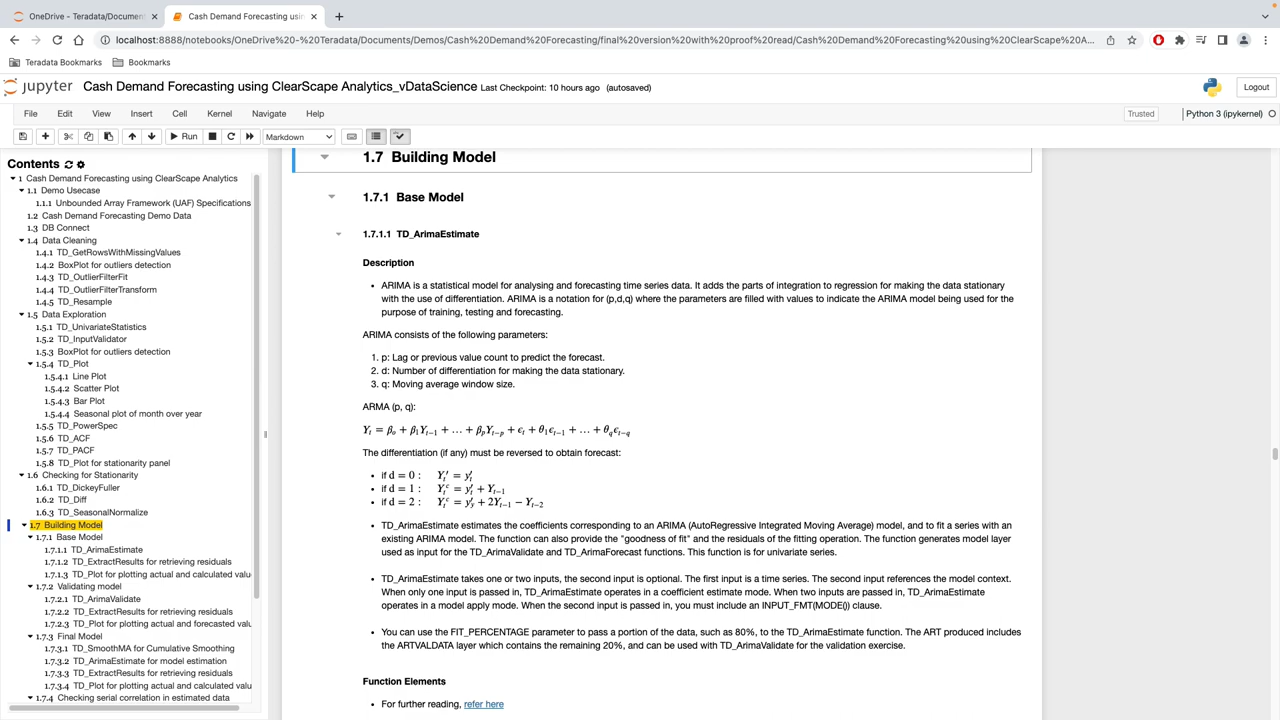 OneDrive - Teradata/Document
Cash Demand Forecasting usin
localhost:8888/notebooks/OneDrive%20-%20Teradata/Documents/Demos/Cash%20Demand%20Forecasting/final%20version%20with%20proof%20read/Cash%20Demand%20Forecasting%20using%20ClearScape%20A...
Teradata Bookmarks Bookmarks
jupyter Cash Demand Forecasting using ClearScape Analytics_vDataScience Last Checkpoint: 10 hours ago (autosaved) Logout
File Edit View Insert Cell Kernel Navigate Help Trusted Python 3 (ipykernel)
Run Markdown
Contents
1 Cash Demand Forecasting using ClearScape Analytics
1.1 Demo Usecase
1.1.1 Unbounded Array Framework (UAF) Specifications
1.2 Cash Demand Forecasting Demo Data
1.3 DB Connect
1.4 Data Cleaning
1.4.1 TD_GetRowsWithMissingValues
1.4.2 BoxPlot for outliers detection
1.4.3 TD_OutlierFilterFit
1.4.4 TD_OutlierFilterTransform
1.4.5 TD_Resample
1.5 Data Exploration
1.5.1 TD_UnivariateStatistics
1.5.2 TD_InputValidator
1.5.3 BoxPlot for outliers detection
1.5.4 TD_Plot
1.5.4.1 Line Plot
1.5.4.2 Scatter Plot
1.5.4.3 Bar Plot
1.5.4.4 Seasonal plot of month over year
1.5.5 TD_PowerSpec
1.5.6 TD_ACF
1.5.7 TD_PACF
1.5.8 TD_Plot for stationarity panel
1.6 Checking for Stationarity
1.6.1 TD_DickeyFuller
1.6.2 TD_Diff
1.6.3 TD_SeasonalNormalize
1.7 Building Model
1.7.1 Base Model
1.7.1.1 TD_ArimaEstimate
1.7.1.2 TD_ExtractResults for retrieving residuals
1.7.1.3 TD_Plot for plotting actual and calculated valu
1.7.2 Validating model
1.7.2.1 TD_ArimaValidate
1.7.2.2 TD_ExtractResults for retrieving residuals
1.7.2.3 TD_Plot for plotting actual and forecasted valu
1.7.3 Final Model
1.7.3.1 TD_SmoothMA for Cumulative Smoothing
1.7.3.2 TD_ArimaEstimate for model estimation
1.7.3.3 TD_ExtractResults for retrieving residuals
1.7.3.4 TD_Plot for plotting actual and calculated valu
1.7.4 Checking serial correlation in estimated data
1.7 Building Model
1.7.1 Base Model
1.7.1.1 TD_ArimaEstimate
Description
• ARIMA is a statistical model for analysing and forecasting time series data. It adds the parts of integration to regression for making the data stationary
with the use of differentiation. ARIMA is a notation for (p,d,q) where the parameters are filled with values to indicate the ARIMA model being used for the
purpose of training, testing and forecasting.
ARIMA consists of the following parameters:
1. p: Lag or previous value count to predict the forecast.
2. d: Number of differentiation for making the data stationary.
3. q: Moving average window size.
ARMA (p, q):
Y_t = β_o + β_1Y_{t−1} + … + β_pY_{t−p} + ϵ_t + θ_1ϵ_{t−1} + … + θ_qϵ_{t−q}
The differentiation (if any) must be reversed to obtain forecast:
• if d = 0 : Y_t^r = y_t^r
• if d = 1 : Y_t^c = y_t^r + Y_{t−1}
• if d = 2 : Y_t^c = y_y^r + 2Y_{t−1} − Y_{t−2}
• TD_ArimaEstimate estimates the coefficients corresponding to an ARIMA (AutoRegressive Integrated Moving Average) model, and to fit a series with an
existing ARIMA model. The function can also provide the "goodness of fit" and the residuals of the fitting operation. The function generates model layer
used as input for the TD_ArimaValidate and TD_ArimaForecast functions. This function is for univariate series.
• TD_ArimaEstimate takes one or two inputs, the second input is optional. The first input is a time series. The second input references the model context.
When only one input is passed in, TD_ArimaEstimate operates in a coefficient estimate mode. When two inputs are passed in, TD_ArimaEstimate
operates in a model apply mode. When the second input is passed in, you must include an INPUT_FMT(MODE()) clause.
• You can use the FIT_PERCENTAGE parameter to pass a portion of the data, such as 80%, to the TD_ArimaEstimate function. The ART produced includes
the ARTVALDATA layer which contains the remaining 20%, and can be used with TD_ArimaValidate for the validation exercise.
Function Elements
• For further reading, refer here